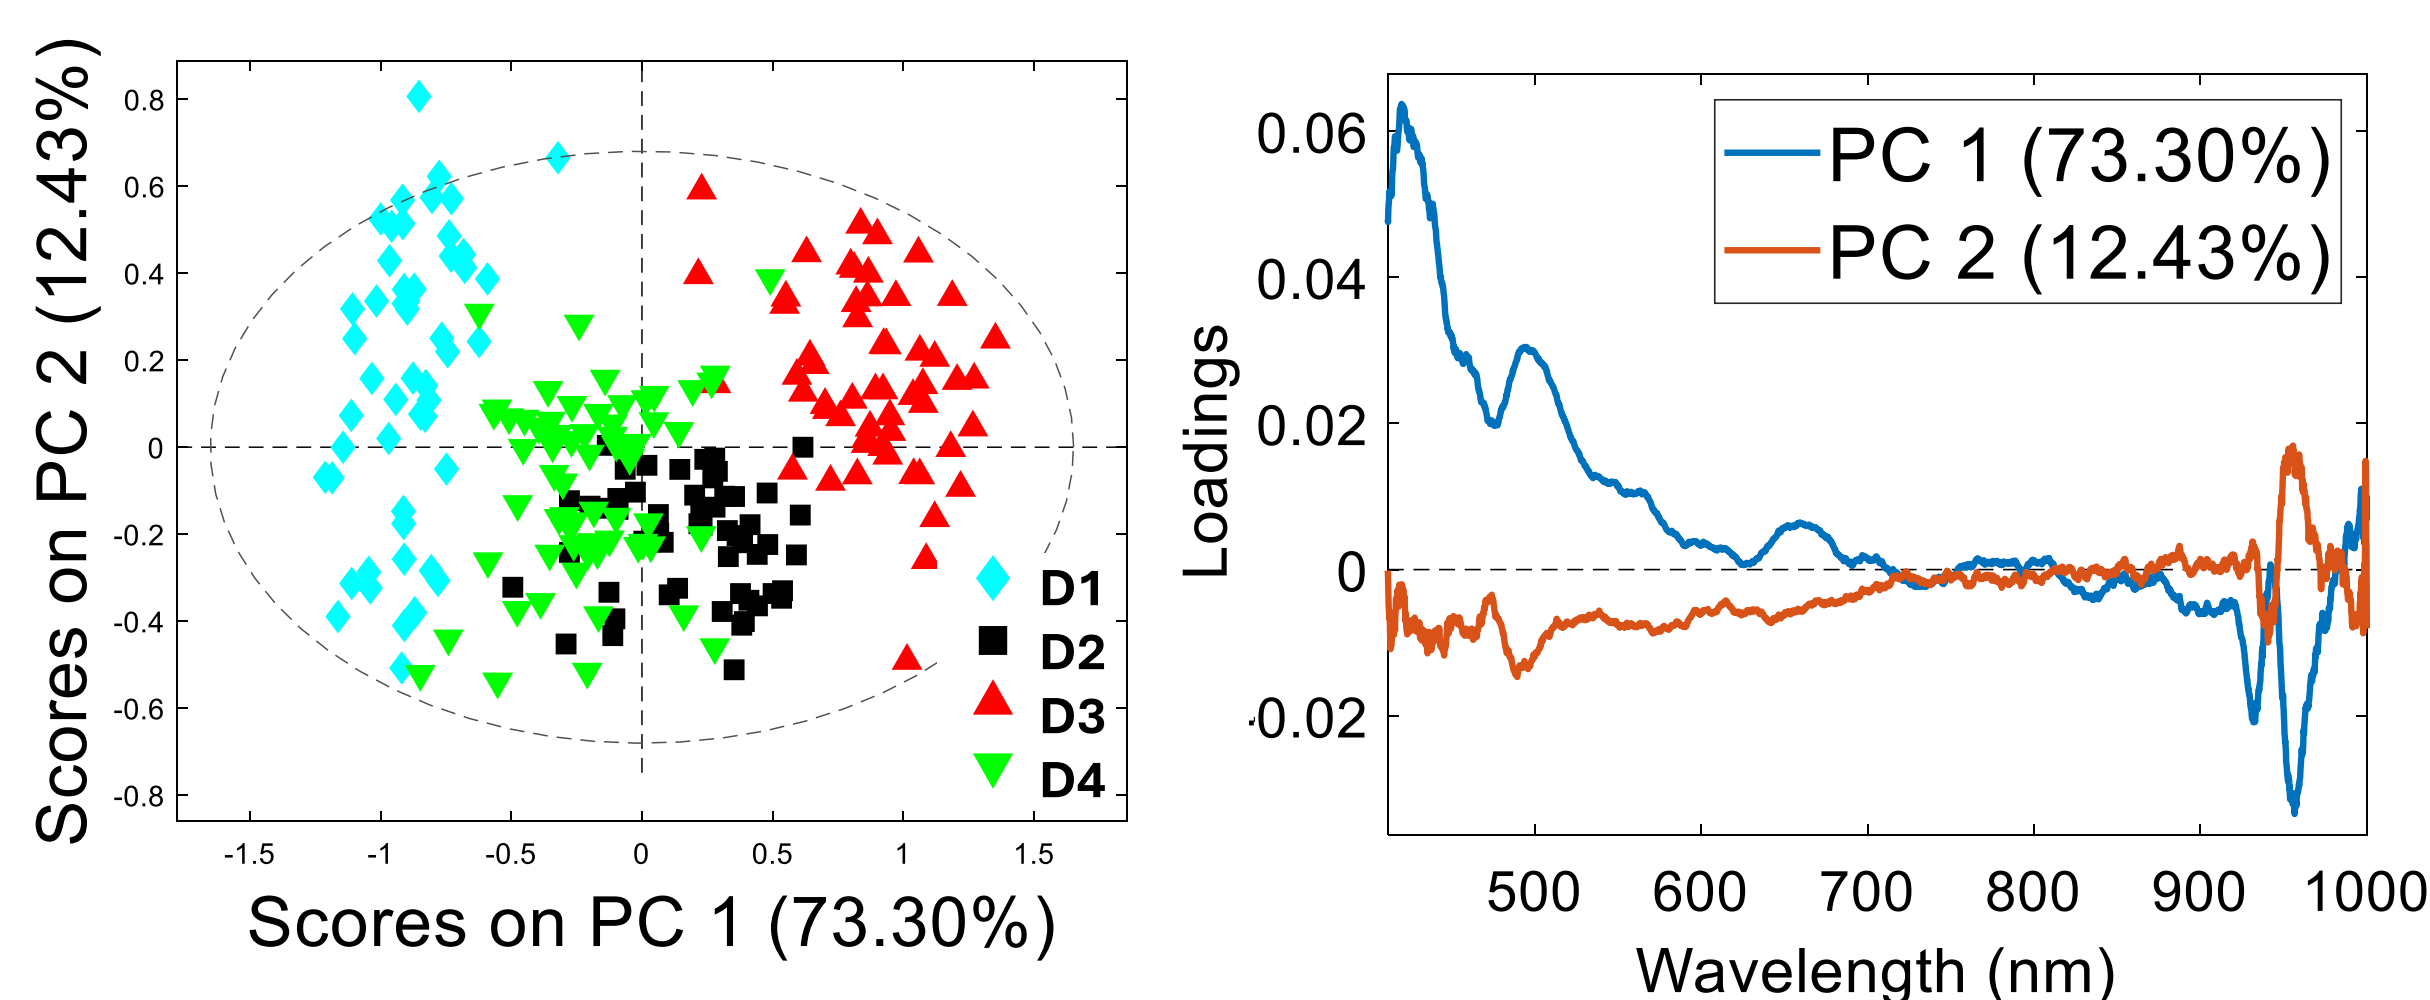 Scores on PC 2 (12.43%)
0.8
0.6
0.4
0.2
0
-0.2
-0.4
-0.6
-0.8
-1.5 -1 -0.5 0 0.5 1 1.5
Scores on PC 1 (73.30%)
D1
D2
D3
D4
Loadings
0.06
0.04
0.02
0
-0.02
PC 1 (73.30%)
PC 2 (12.43%)
500 600 700 800 900 1000
Wavelength (nm)